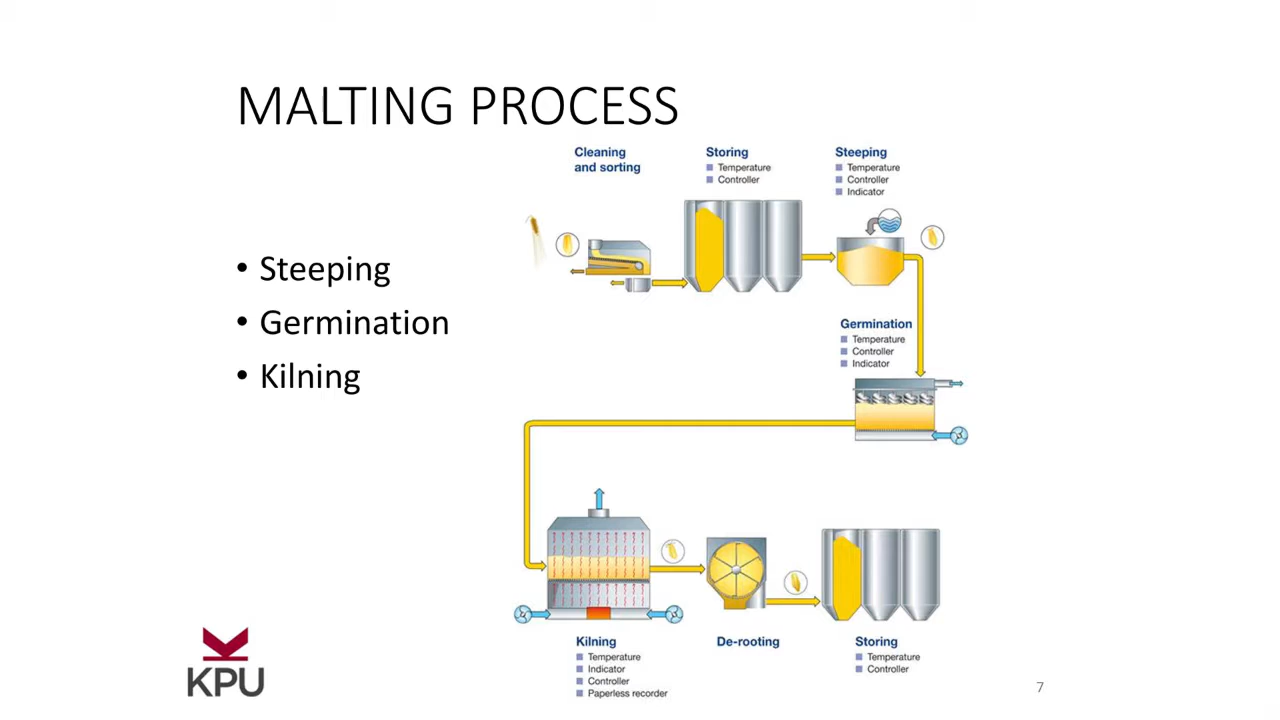 MALTING PROCESS
• Steeping
• Germination
• Kilning
Cleaning
and sorting
Storing
Temperature
Controller
Steeping
Temperature
Controller
Indicator
Germination
Temperature
Controller
Indicator
Kilning
Temperature
Indicator
Controller
Paperless recorder
De-rooting
Storing
Temperature
Controller
KPU
7